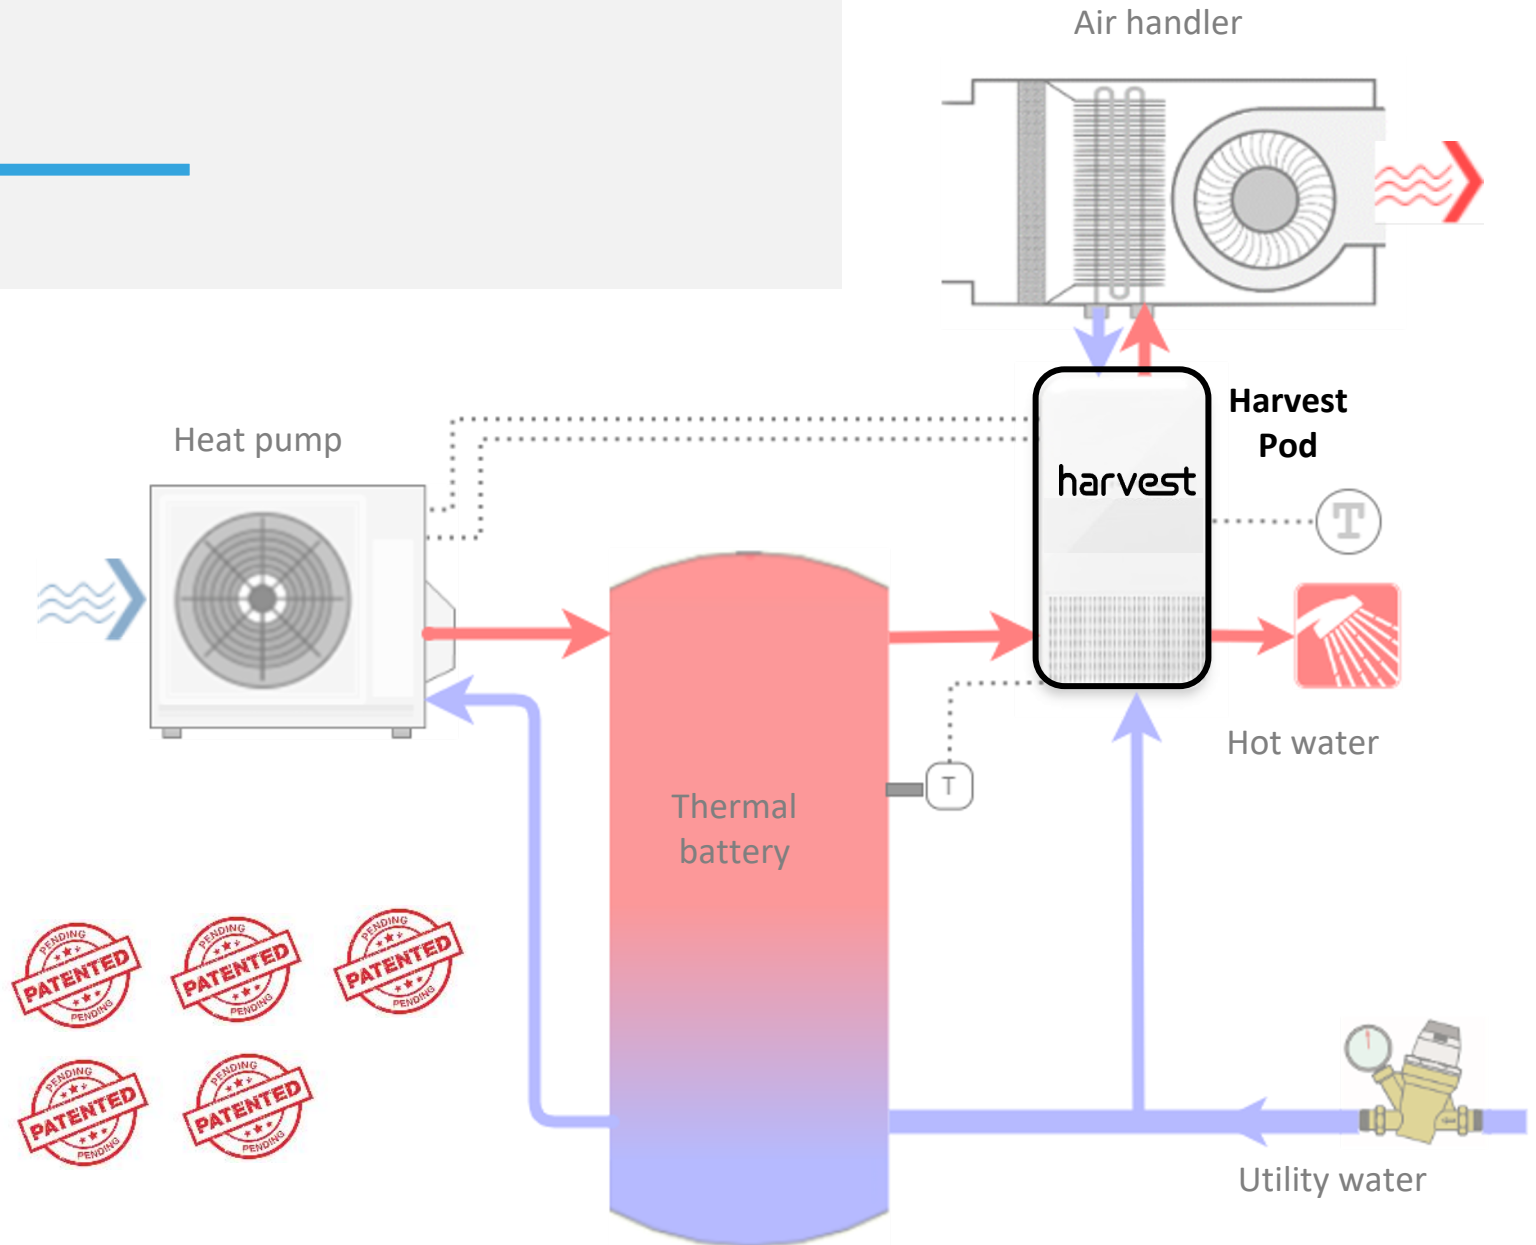 Air handler
Harvest
Pod
Heat pump
harvest
T
Hot water
T
Thermal
battery
PENDING
PATENTED
PENDING
PENDING
PATENTED
PENDING
PENDING
PATENTED
PENDING
PENDING
PATENTED
PENDING
PENDING
PATENTED
PENDING
Utility water